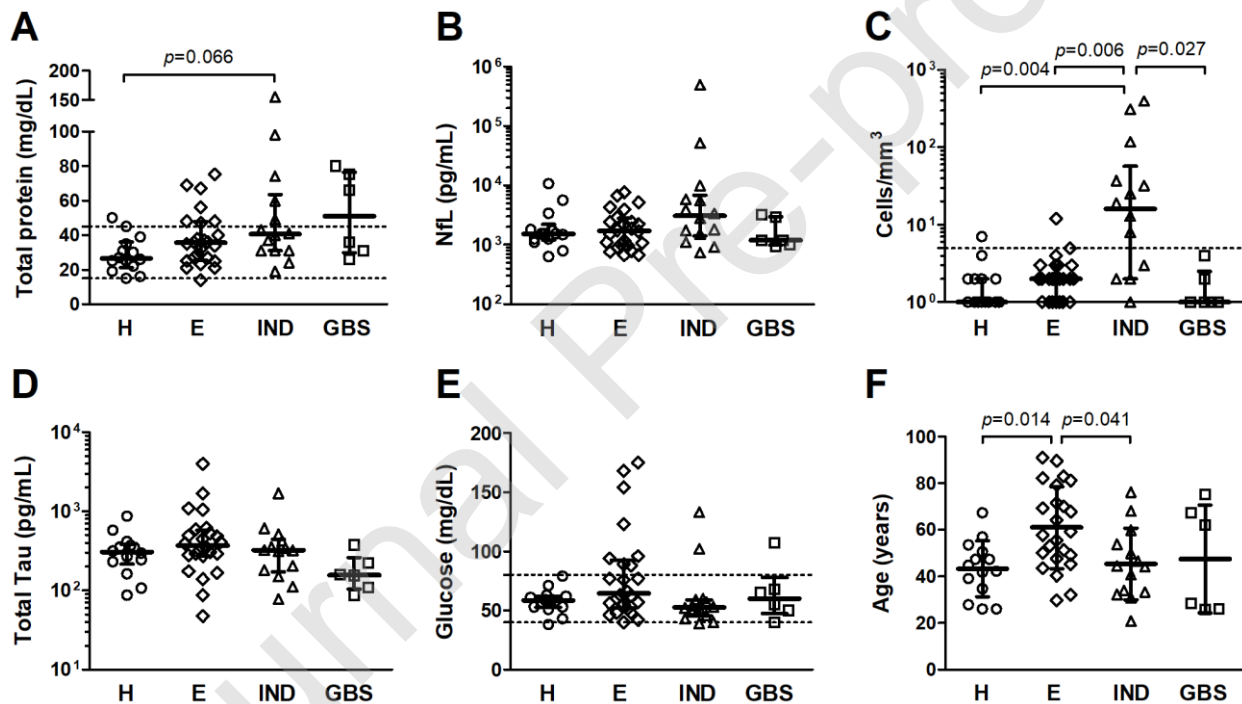 A
p=0.066
Total protein (mg/dL)
200
150
100
80
60
40
20
0
H E IND GBS
B
NfL (pg/mL)
10⁶
10⁵
10⁴
10³
10²
H E IND GBS
C
p=0.004
p=0.006
p=0.027
Cells/mm³
10³
10²
10¹
10⁰
H E IND GBS
D
Total Tau (pg/mL)
10⁴
10³
10²
10¹
H E IND GBS
E
Glucose (mg/dL)
200
150
100
50
0
H E IND GBS
F
p=0.014
p=0.041
Age (years)
100
80
60
40
20
0
H E IND GBS
urnal Pre-pro